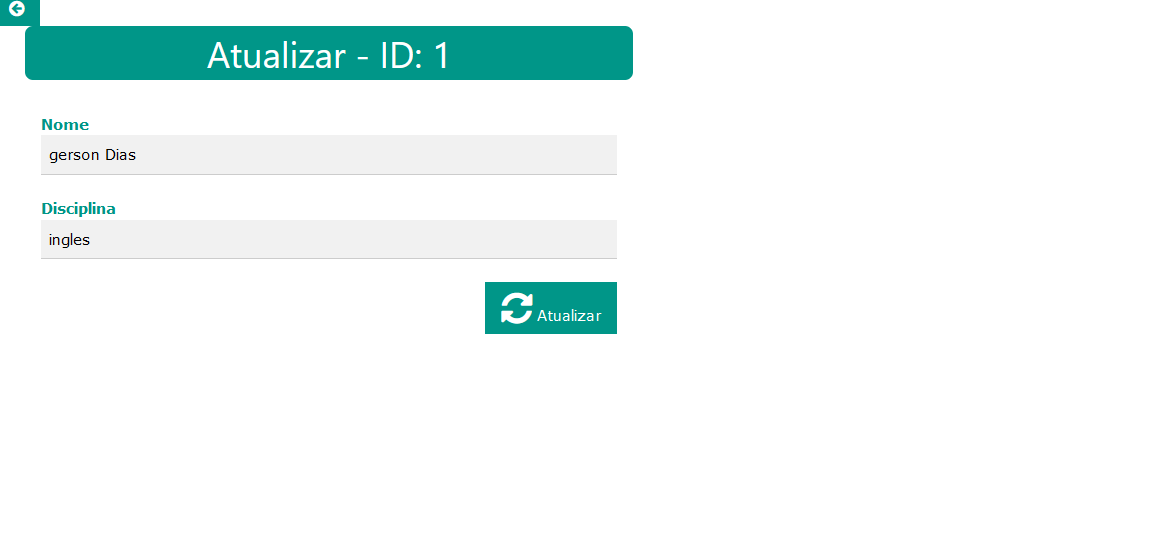 Atualizar - ID: 1
Nome
gerson Dias
Disciplina
ingles
Atualizar